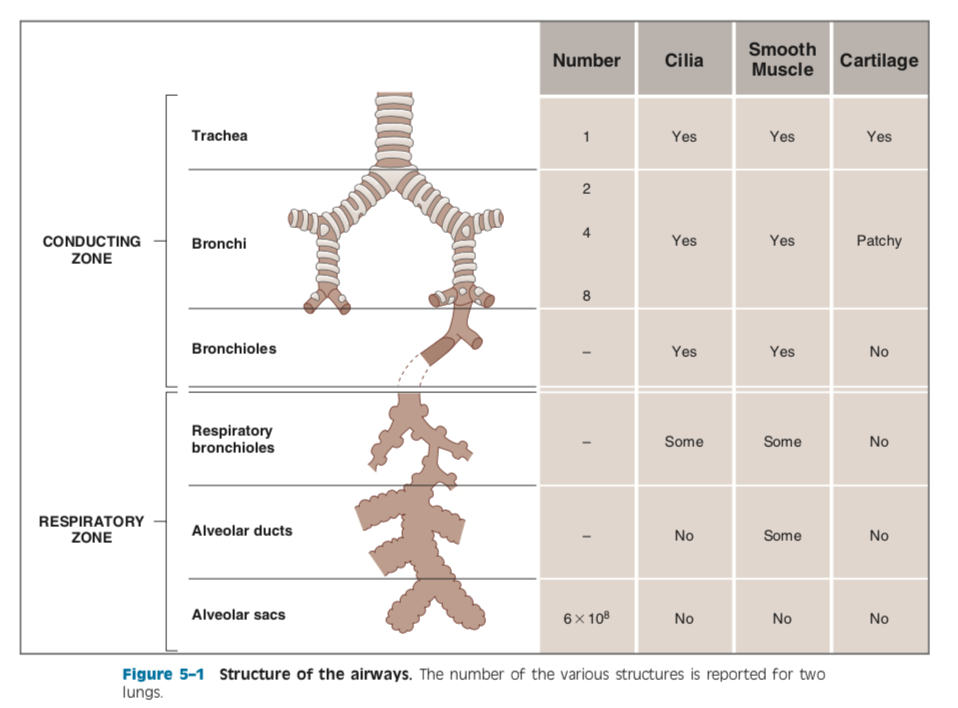 Number Cilia Smooth Muscle Cartilage
Trachea 1 Yes Yes Yes
2
CONDUCTING ZONE
Bronchi 4 Yes Yes Patchy
8
Bronchioles – Yes Yes No
Respiratory bronchioles – Some Some No
RESPIRATORY ZONE
Alveolar ducts – No Some No
Alveolar sacs 6 × 10⁸ No No No
Figure 5–1 Structure of the airways. The number of the various structures is reported for two
lungs.